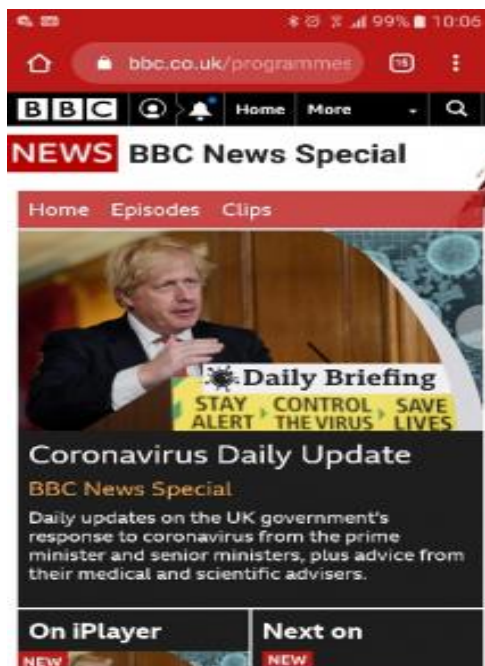 99% 10:06
bbc.co.uk/programmes
BBC Home More
NEWS BBC News Special
Home Episodes Clips
Daily Briefing
STAY ALERT CONTROL THE VIRUS SAVE LIVES
Coronavirus Daily Update
BBC News Special
Daily updates on the UK government's
response to coronavirus from the prime
minister and senior ministers, plus advice from
their medical and scientific advisers.
On iPlayer Next on
NEW NEW